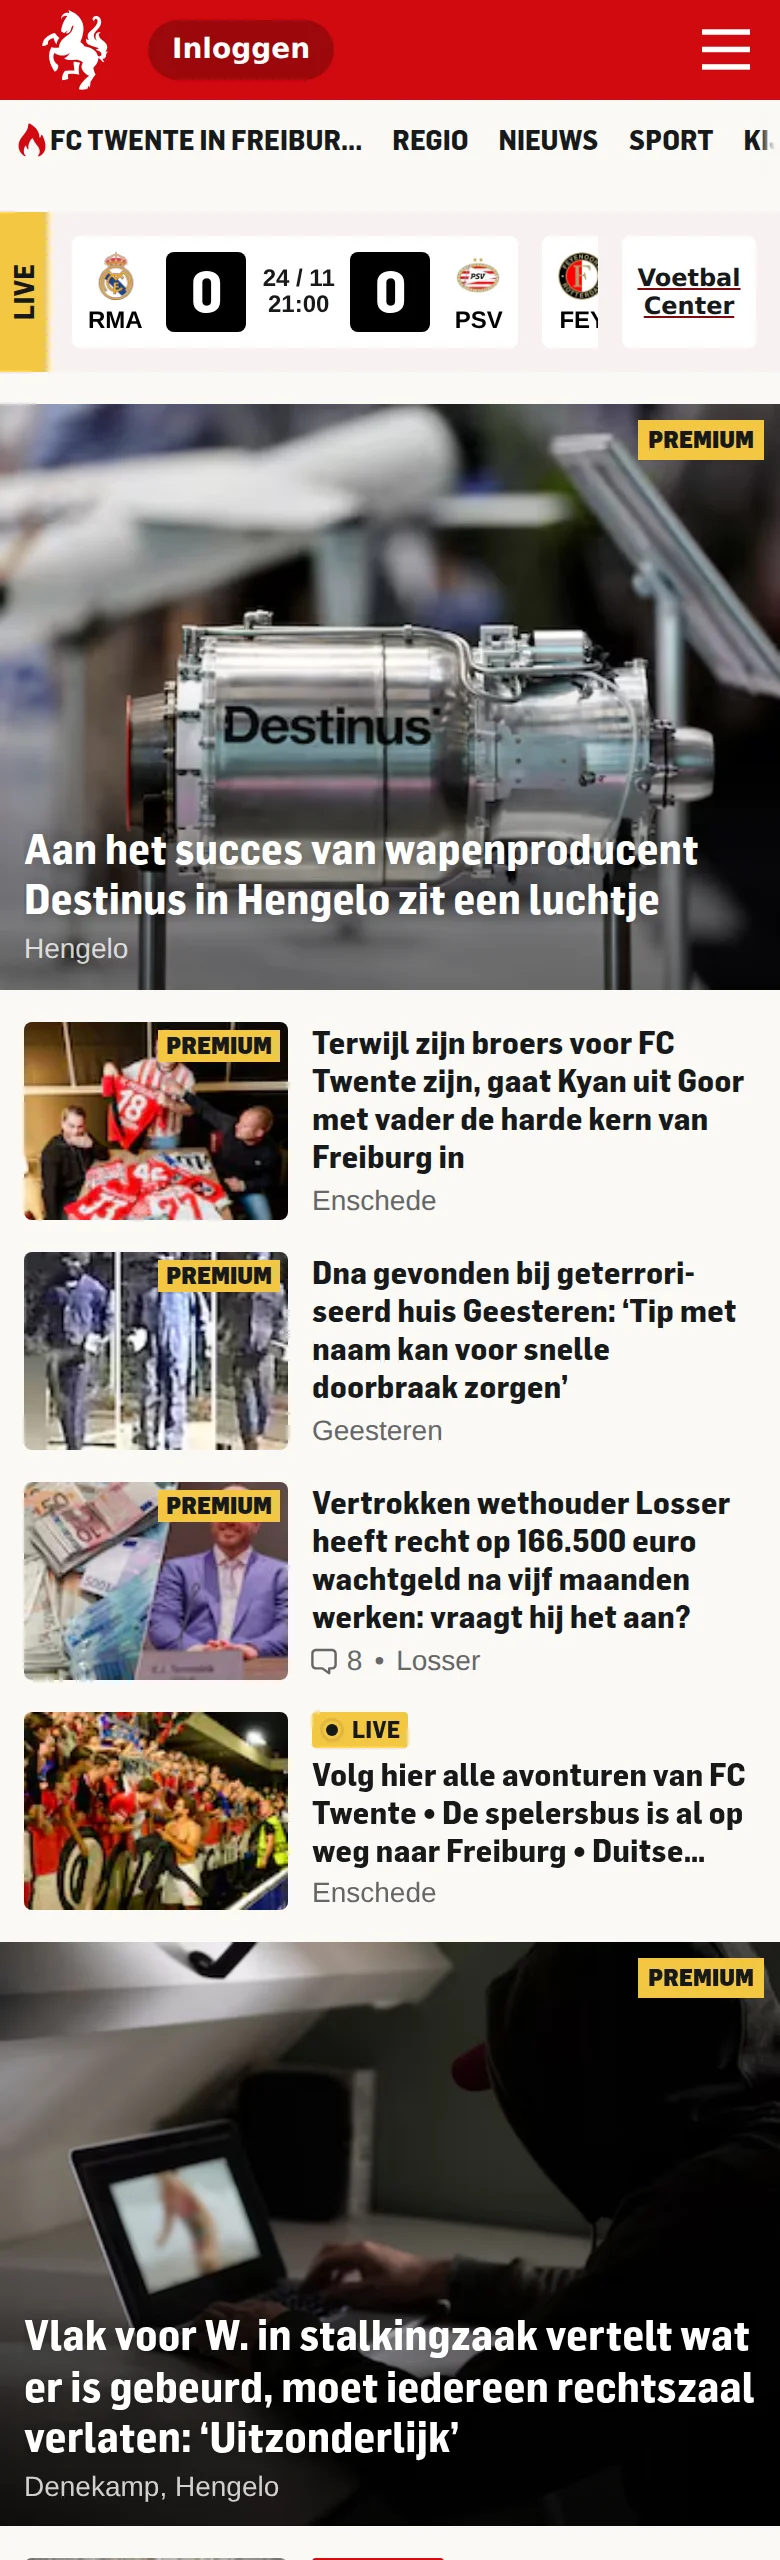 Inloggen
FC TWENTE IN FREIBUR... REGIO NIEUWS SPORT
LIVE
RMA 0 24 / 11 21:00 0 PSV
FEY
Voetbal
Center
PREMIUM
Destinus
Aan het succes van wapenproducent
Destinus in Hengelo zit een luchtje
Hengelo
PREMIUM
Terwijl zijn broers voor FC
Twente zijn, gaat Kyan uit Goor
met vader de harde kern van
Freiburg in
Enschede
PREMIUM
Dna gevonden bij geterrori-
seerd huis Geesteren: ‘Tip met
naam kan voor snelle
doorbraak zorgen’
Geesteren
PREMIUM
Vertrokken wethouder Losser
heeft recht op 166.500 euro
wachtgeld na vijf maanden
werken: vraagt hij het aan?
8 • Losser
LIVE
Volg hier alle avonturen van FC
Twente • De spelersbus is al op
weg naar Freiburg • Duitse...
Enschede
PREMIUM
Vlak voor W. in stalkingzaak vertelt wat
er is gebeurd, moet iedereen rechtszaal
verlaten: ‘Uitzonderlijk’
Denekamp, Hengelo